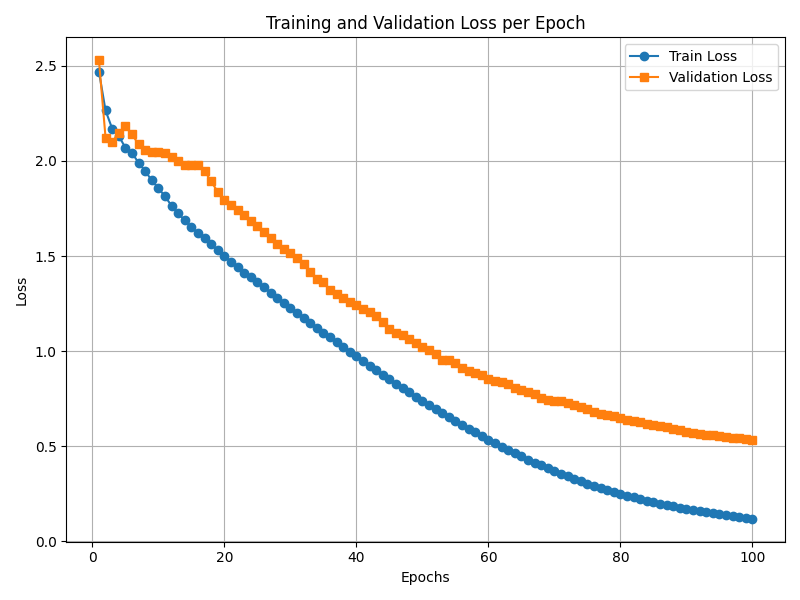 Training and Validation Loss per Epoch
Train Loss
Validation Loss
2.5
2.0
1.5
1.0
0.5
0.0
Loss
0 20 40 60 80 100
Epochs